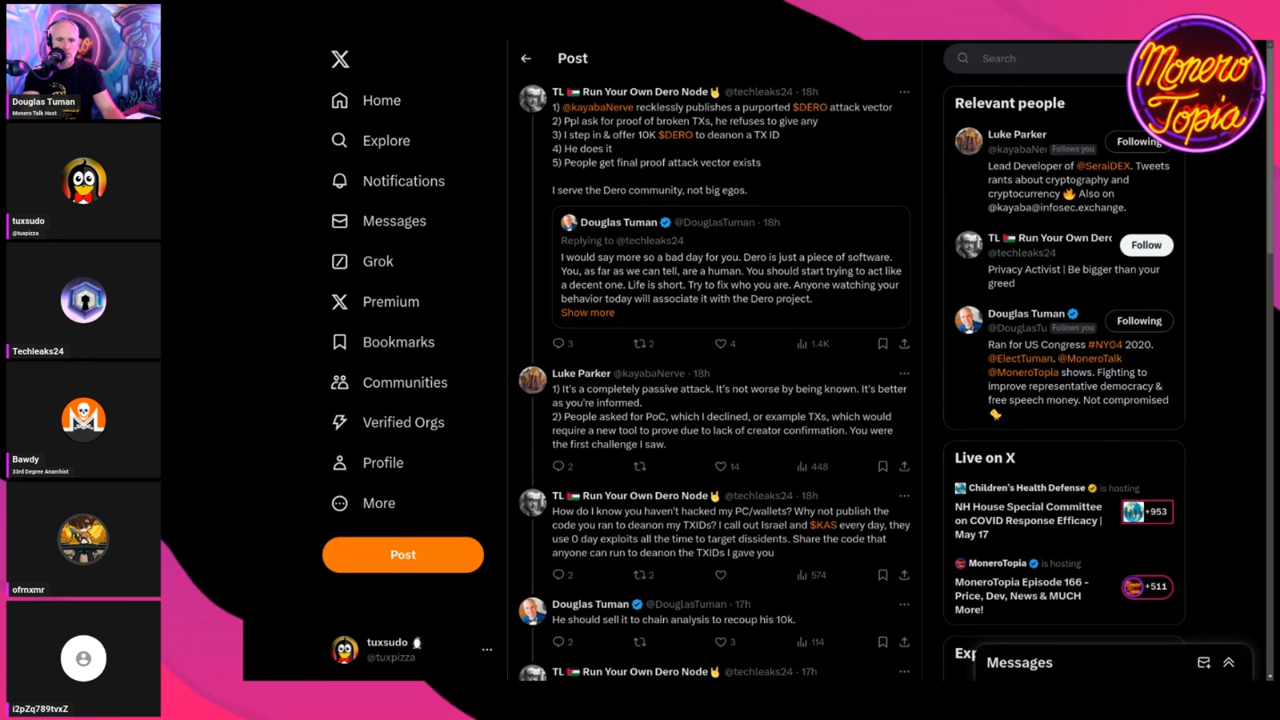 Douglas Tuman
Monero Talk Host
tuxsudo
@tuxpizza
Techleaks24
Bawdy
33rd Degree Anarchist
ofrnxmr
i2pZq789tvxZ
Home
Explore
Notifications
Messages
Grok
Premium
Bookmarks
Communities
Verified Orgs
Profile
More
Post
tuxsudo
@tuxpizza
Post
TL Run Your Own Dero Node @techleaks24 · 18h
1) @kayabaNerve recklessly publishes a purported $DERO attack vector
2) Ppl ask for proof of broken TXs, he refuses to give any
3) I step in & offer 10K $DERO to deanon a TX ID
4) He does it
5) People get final proof attack vector exists
I serve the Dero community, not big egos.
Douglas Tuman @DouglasTuman · 18h
Replying to @techleaks24
I would say more so a bad day for you. Dero is just a piece of software.
You, as far as we can tell, are a human. You should start trying to act like
a decent one. Life is short. Try to fix who you are. Anyone watching your
behavior today will associate it with the Dero project.
Show more
3 2 4 1.4K
Luke Parker @kayabaNerve · 18h
1) It's a completely passive attack. It's not worse by being known. It's better
as you're informed.
2) People asked for PoC, which I declined, or example TXs, which would
require a new tool to prove due to lack of creator confirmation. You were
the first challenge I saw.
2 14 448
TL Run Your Own Dero Node @techleaks24 · 18h
How do I know you haven't hacked my PC/wallets? Why not publish the
code you ran to deanon my TXIDs? I call out Israel and $KAS every day, they
use 0 day exploits all the time to target dissidents. Share the code that
anyone can run to deanon the TXIDs I gave you
2 2 574
Douglas Tuman @DouglasTuman · 17h
He should sell it to chain analysis to recoup his 10k.
2 3 114
TL Run Your Own Dero Node @techleaks24 · 17h
Search
Monero
Topia
Relevant people
Luke Parker
@kayabaNe Follows you
Following
Lead Developer of @SeraiDEX. Tweets
rants about cryptography and
cryptocurrency Also on
@kayaba@infosec.exchange.
TL Run Your Own Derc
@techleaks24
Follow
Privacy Activist | Be bigger than your
greed
Douglas Tuman
@DouglasTu Follows you
Following
Ran for US Congress #NY04 2020.
@ElectTuman. @MoneroTalk
@MoneroTopia shows. Fighting to
improve representative democracy &
free speech money. Not compromised
Live on X
Children's Health Defense is hosting
NH House Special Committee
on COVID Response Efficacy |
May 17
+953
MoneroTopia is hosting
MoneroTopia Episode 166 -
Price, Dev, News & MUCH
More!
+511
Exp
Messages